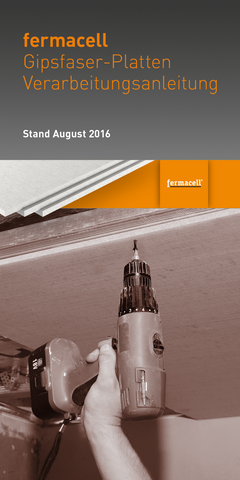 fermacell
Gipsfaser-Platten
Verarbeitungsanleitung
Stand August 2016
fermacell®